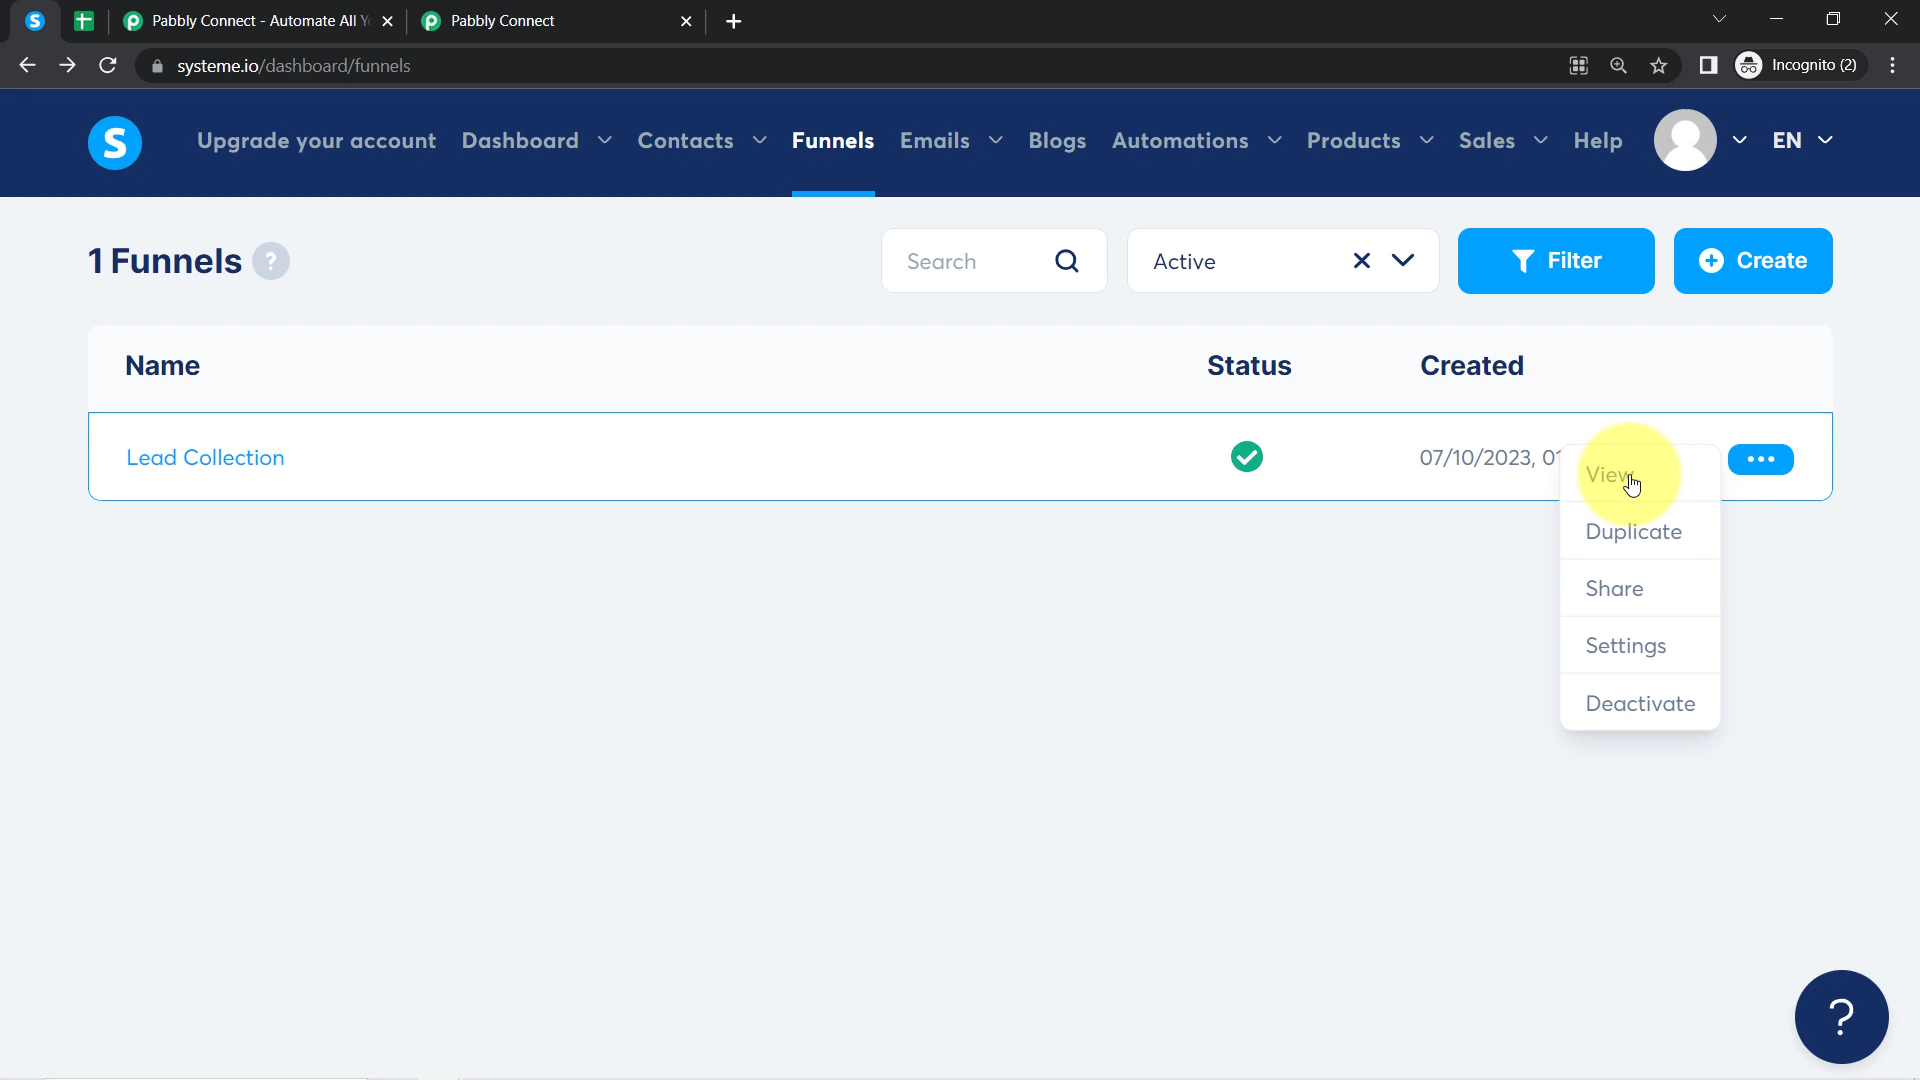 Pabbly Connect - Automate All Y
Pabbly Connect
systeme.io/dashboard/funnels
Incognito (2)
S
Upgrade your account
Dashboard
Contacts
Funnels
Emails
Blogs
Automations
Products
Sales
Help
EN
1 Funnels ?
Search
Active
Filter
Create
Name
Status
Created
Lead Collection
07/10/2023, 01
View
Duplicate
Share
Settings
Deactivate
?